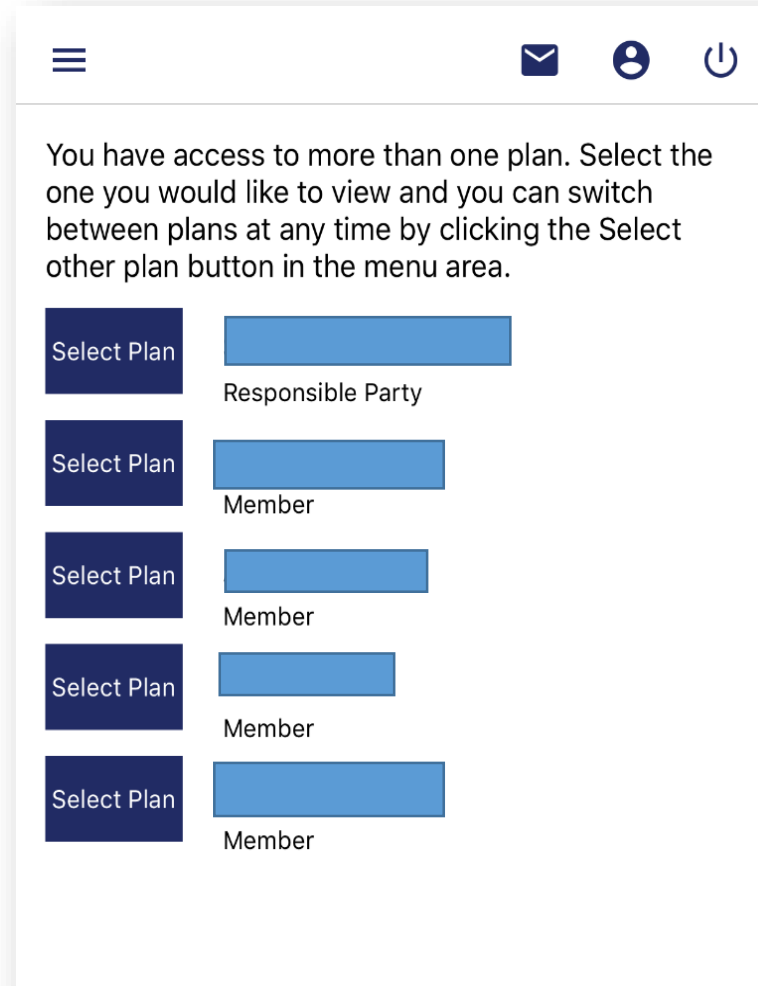 You have access to more than one plan. Select the
one you would like to view and you can switch
between plans at any time by clicking the Select
other plan button in the menu area.
Select Plan
Responsible Party
Select Plan
Member
Select Plan
Member
Select Plan
Member
Select Plan
Member